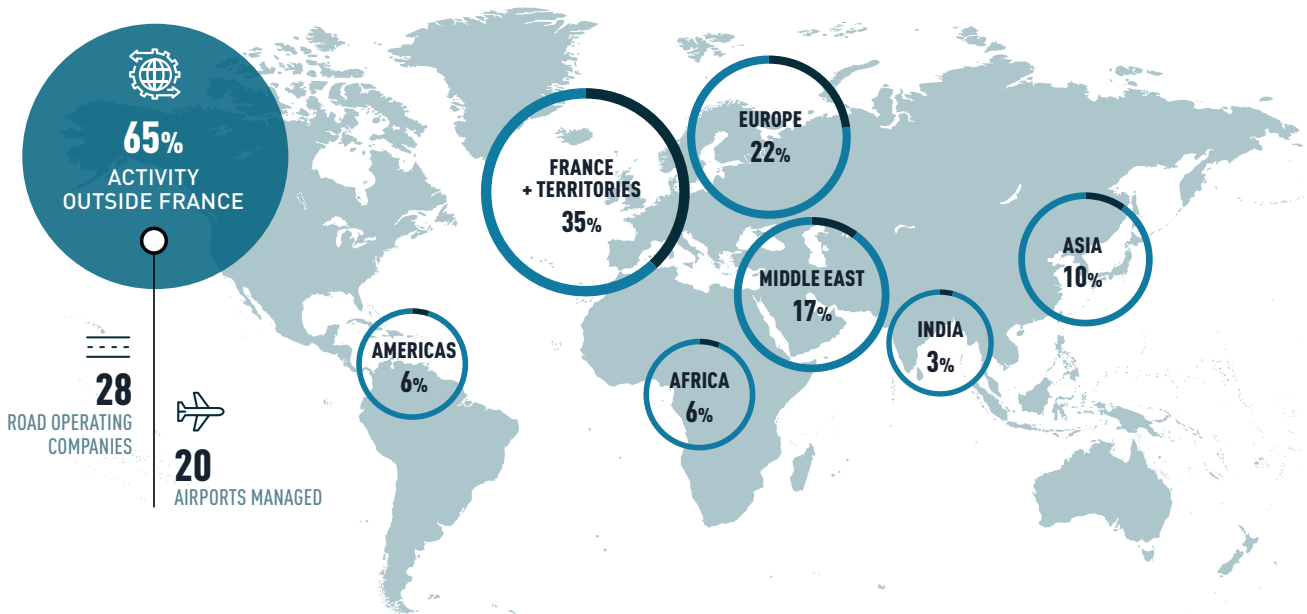 65%
ACTIVITY
OUTSIDE FRANCE
28
ROAD OPERATING
COMPANIES
20
AIRPORTS MANAGED
AMERICAS
6%
FRANCE
+ TERRITORIES
35%
EUROPE
22%
MIDDLE EAST
17%
AFRICA
6%
INDIA
3%
ASIA
10%